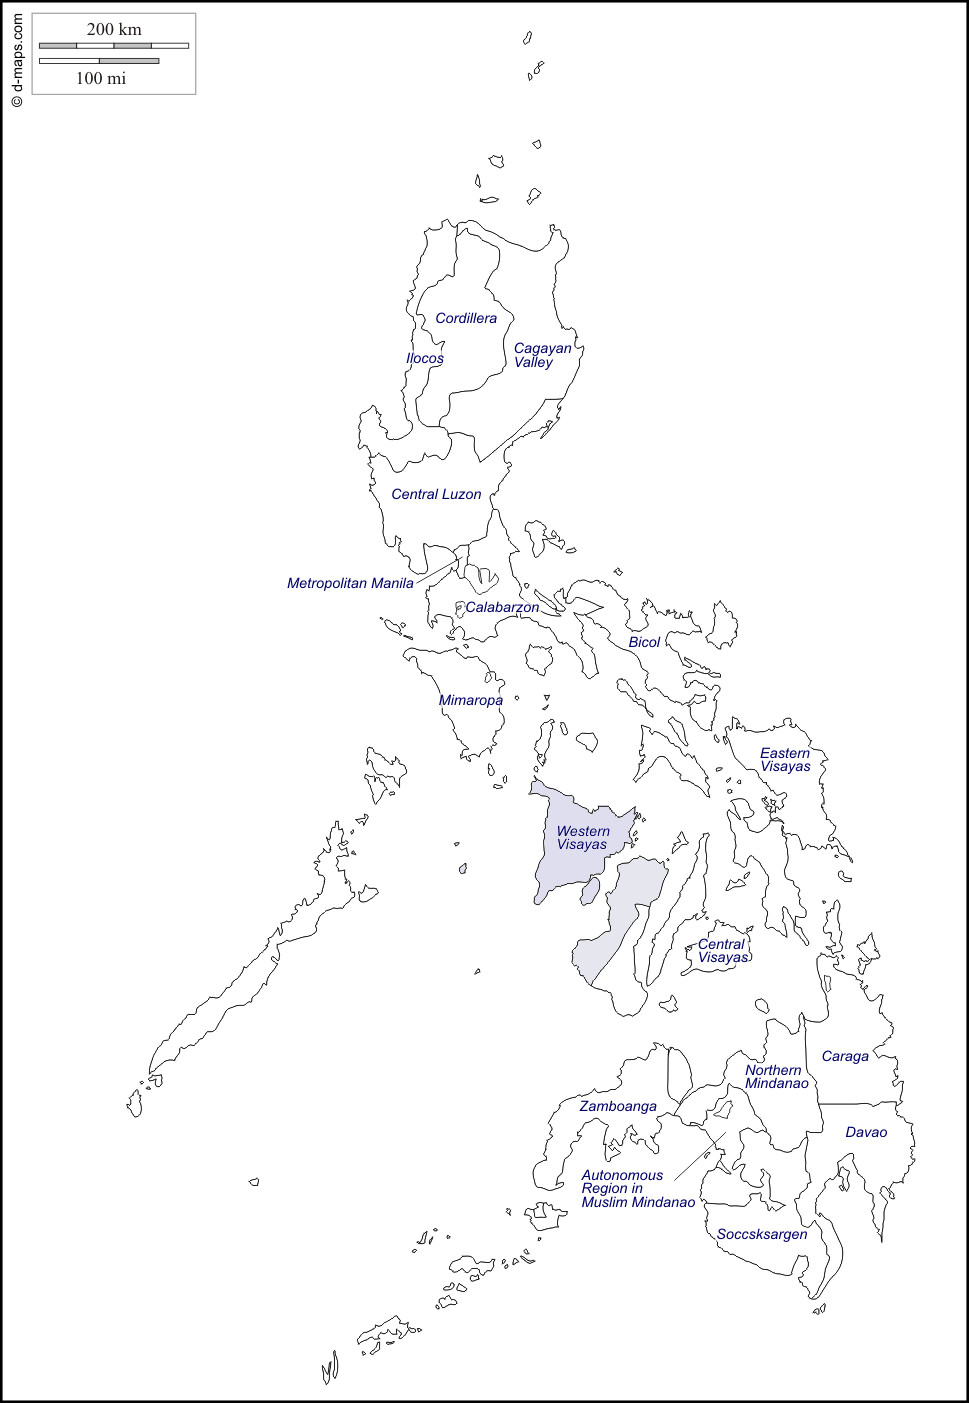 © d-maps.com
200 km
100 mi
Cordillera
Ilocos
Cagayan
Valley
Central Luzon
Metropolitan Manila
Calabarzon
Bicol
Mimaropa
Eastern
Visayas
Western
Visayas
Central
Visayas
Caraga
Northern
Mindanao
Zamboanga
Davao
Autonomous
Region in
Muslim Mindanao
Soccsksargen